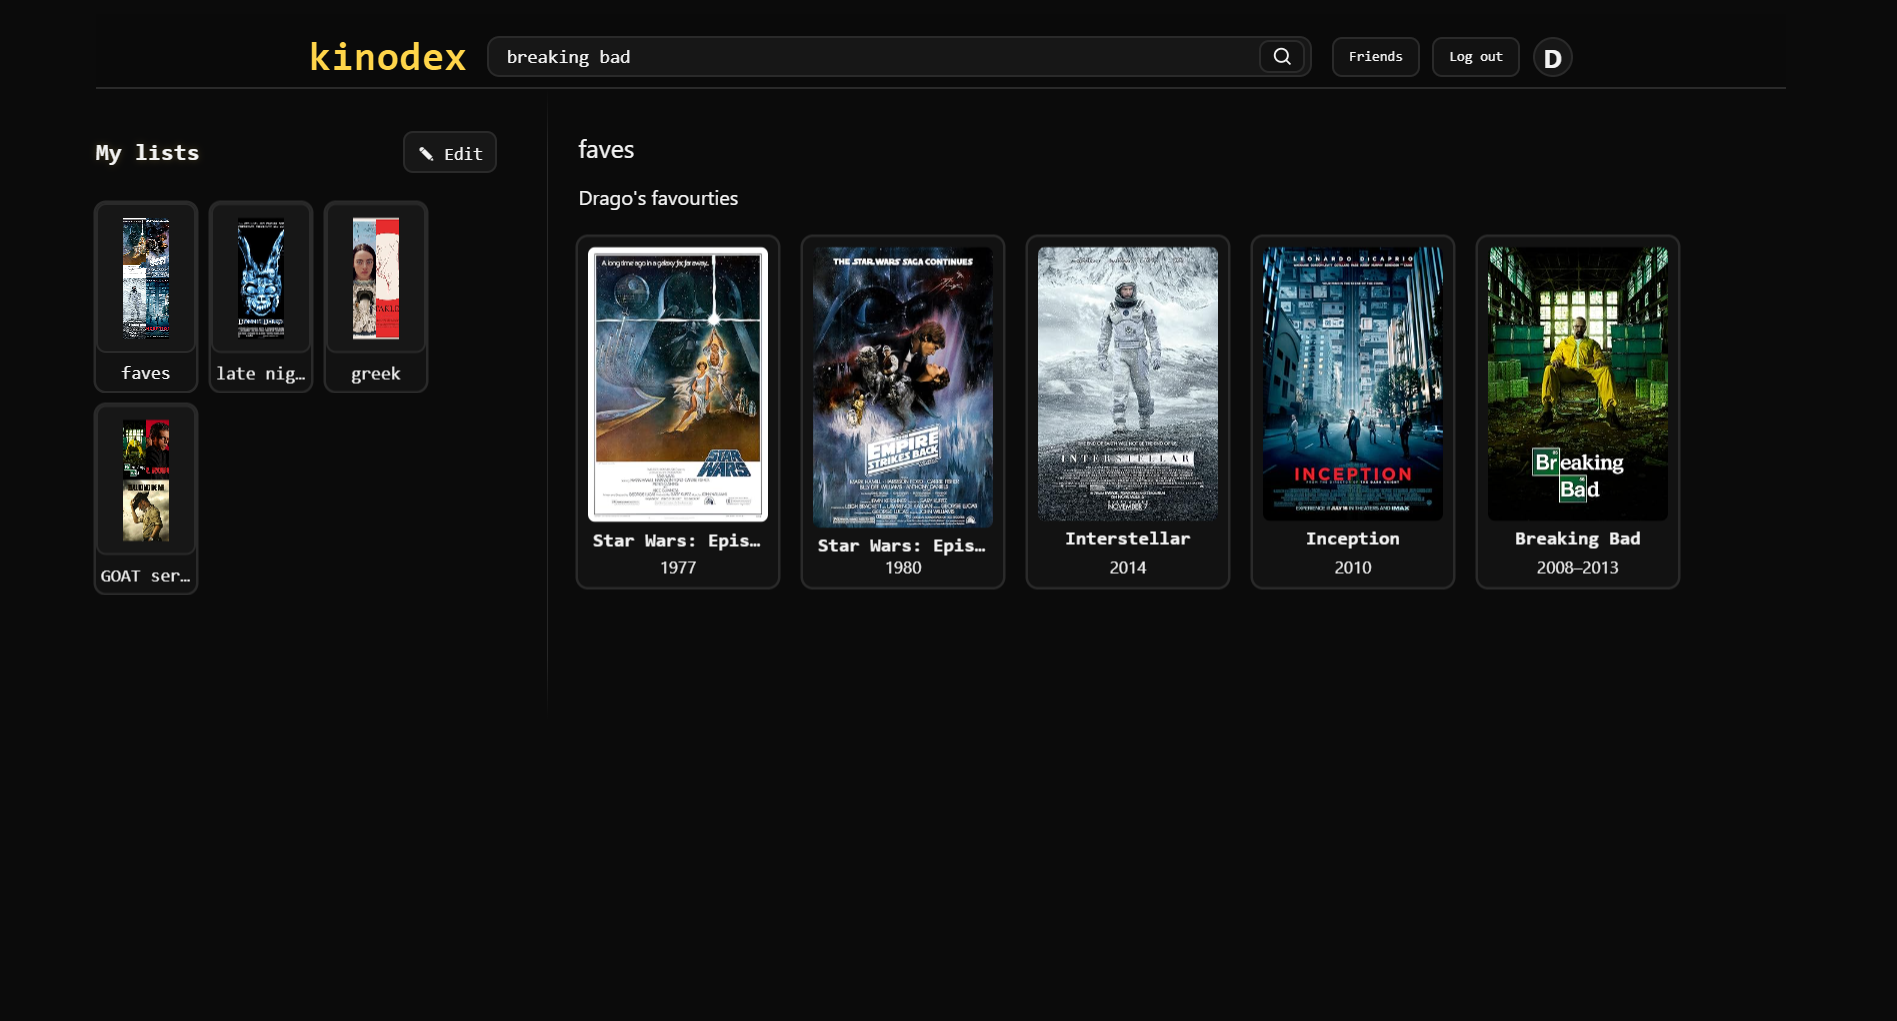 kinodex
breaking bad
Friends
Log out
D
My lists
Edit
faves
late nig…
greek
GOAT ser…
faves
Drago's favourties
A long time ago in a galaxy far, far away...
STAR WARS
Star Wars: Epis…
1977
THE STAR WARS SAGA CONTINUES
THE EMPIRE
STRIKES BACK
Star Wars: Epis…
1980
INTERSTELLAR
NOVEMBER 7
Interstellar
2014
LEONARDO DiCAPRIO
INCEPTION
Inception
2010
Breaking
Bad
Breaking Bad
2008–2013